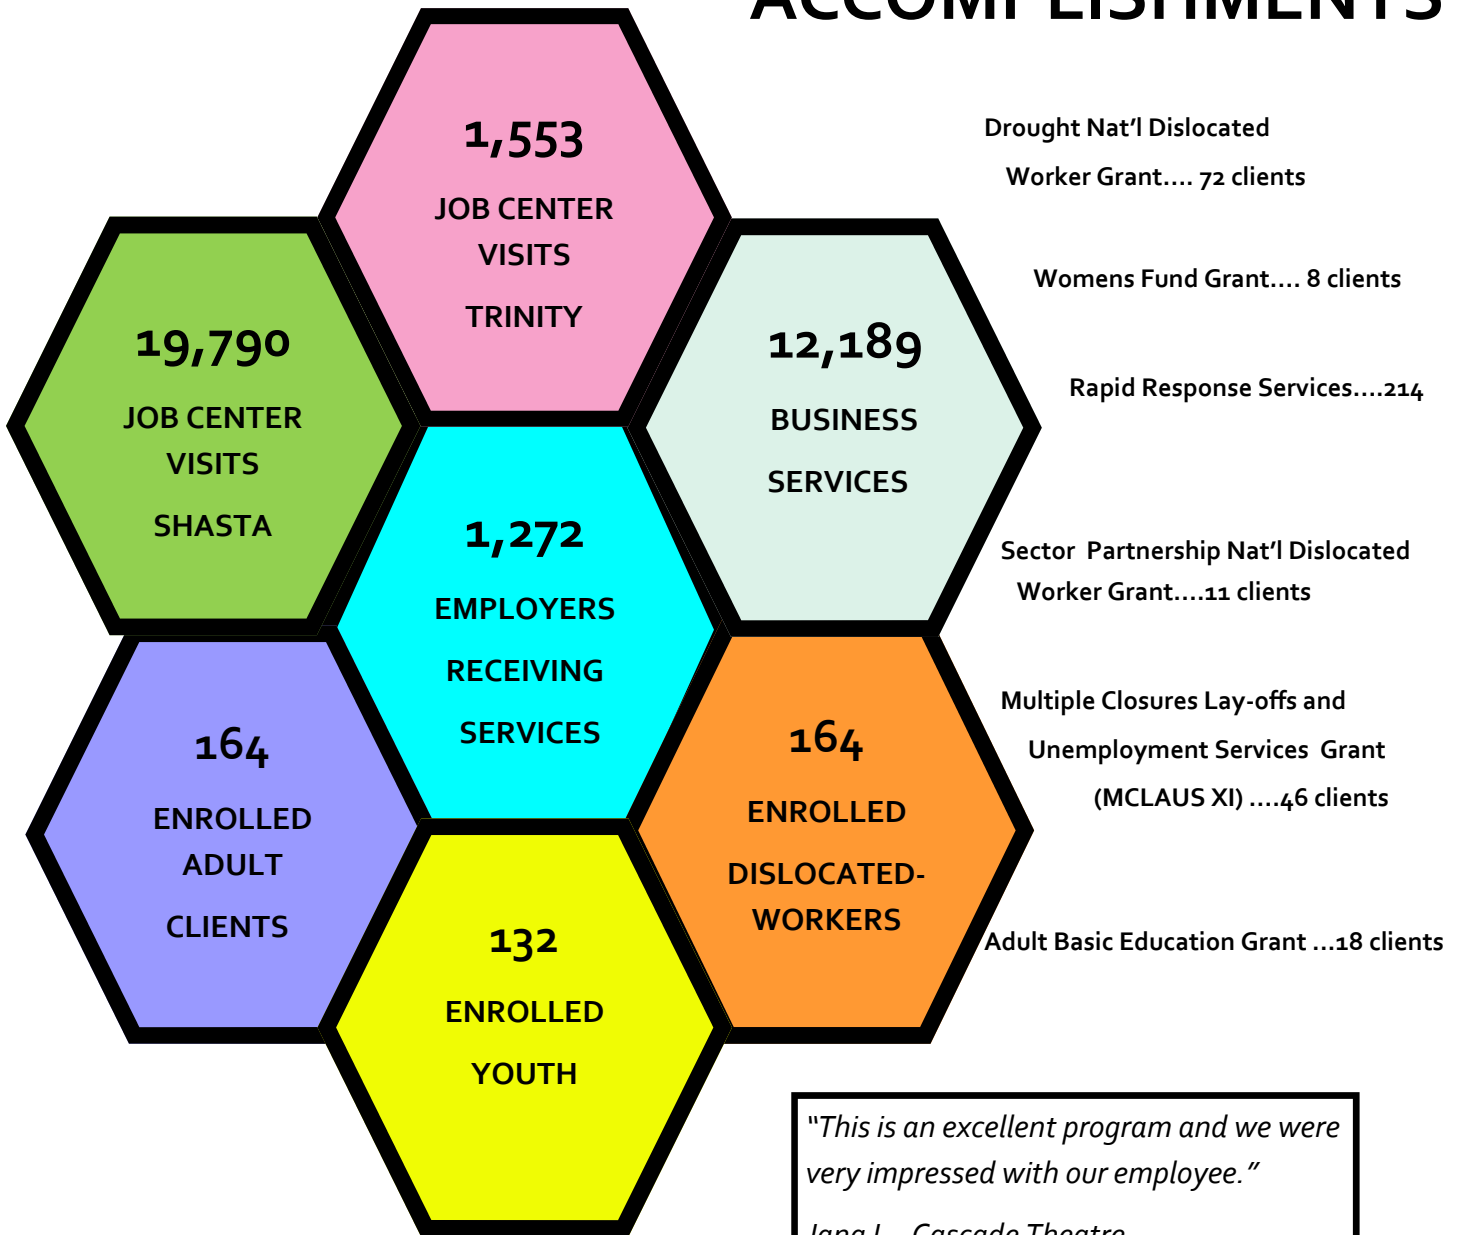 ACCOMPLISHMENTS
1,553
JOB CENTER
VISITS
TRINITY
19,790
JOB CENTER
VISITS
SHASTA
12,189
BUSINESS
SERVICES
1,272
EMPLOYERS
RECEIVING
SERVICES
164
ENROLLED
ADULT
CLIENTS
164
ENROLLED
DISLOCATED-
WORKERS
132
ENROLLED
YOUTH
Drought Nat’l Dislocated
Worker Grant.... 72 clients
Womens Fund Grant.... 8 clients
Rapid Response Services....214
Sector  Partnership Nat’l Dislocated
Worker Grant....11 clients
Multiple Closures Lay-offs and
Unemployment Services  Grant
(MCLAUS XI) ....46 clients
Adult Basic Education Grant ...18 clients
“This is an excellent program and we were
very impressed with our employee.”
Cascade Theatre